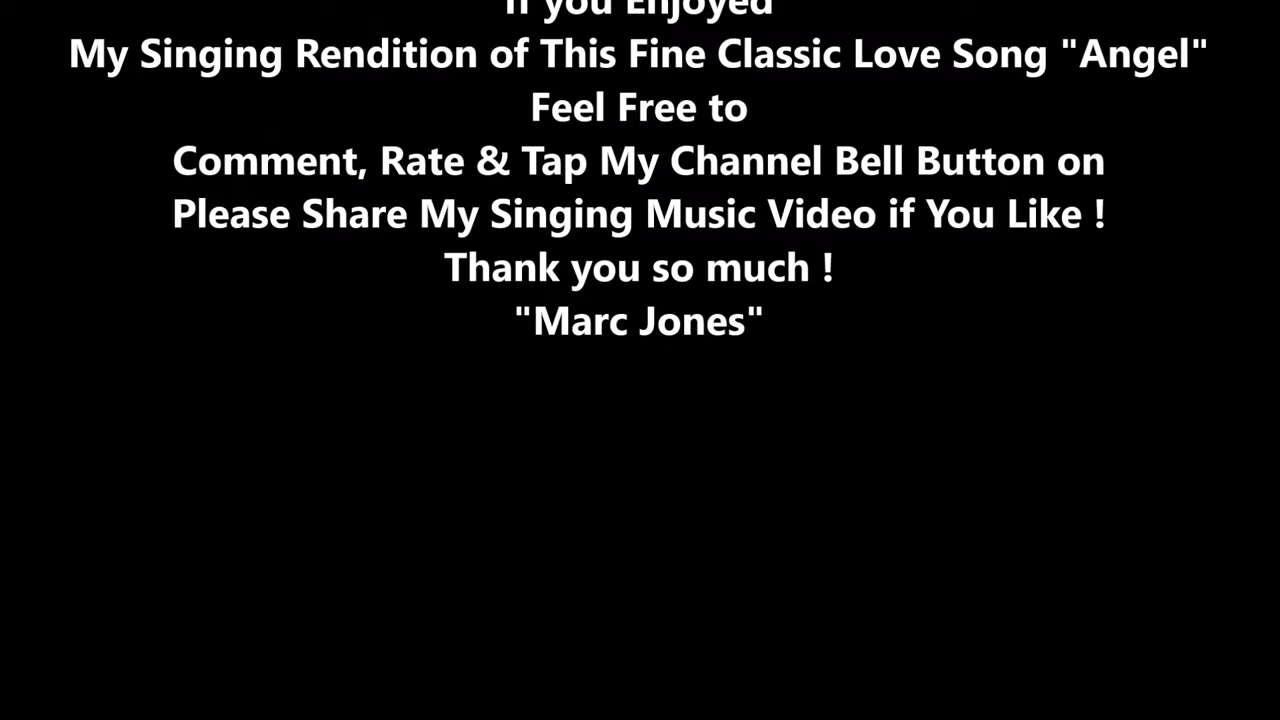 If you Enjoyed
My Singing Rendition of This Fine Classic Love Song "Angel"
Feel Free to
Comment, Rate & Tap My Channel Bell Button on
Please Share My Singing Music Video if You Like !
Thank you so much !
"Marc Jones"